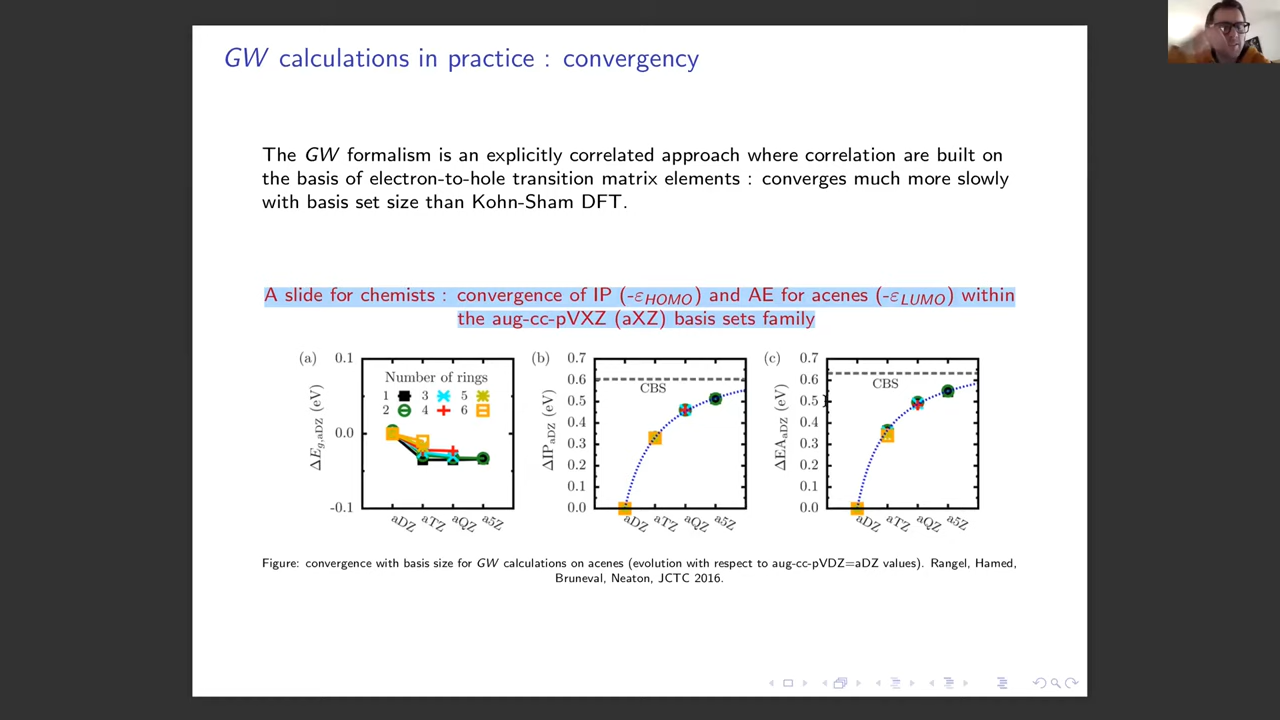 GW calculations in practice : convergency
The GW formalism is an explicitly correlated approach where correlation are built on
the basis of electron-to-hole transition matrix elements : converges much more slowly
with basis set size than Kohn-Sham DFT.
A slide for chemists : convergence of IP (-εHOMO) and AE for acenes (-εLUMO) within
the aug-cc-pVXZ (aXZ) basis sets family
(a)
ΔEg,aDZ (eV)
0.1
0.0
-0.1
Number of rings
1 3 5
2 4 6
aDZ aTZ aQZ a5Z
(b)
ΔIPaDZ (eV)
0.7
0.6
0.5
0.4
0.3
0.2
0.1
0.0
CBS
aDZ aTZ aQZ a5Z
(c)
ΔEAaDZ (eV)
0.7
0.6
0.5
0.4
0.3
0.2
0.1
0.0
CBS
aDZ aTZ aQZ a5Z
Figure: convergence with basis size for GW calculations on acenes (evolution with respect to aug-cc-pVDZ=aDZ values). Rangel, Hamed,
Bruneval, Neaton, JCTC 2016.